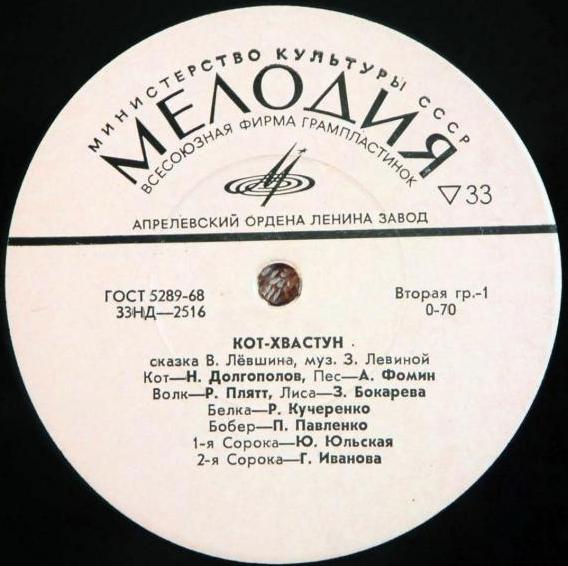 МИНИСТЕРСТВО КУЛЬТУРЫ СССР
МЕЛОДИЯ
ВСЕСОЮЗНАЯ ФИРМА ГРАМПЛАСТИНОК
▽33
АПРЕЛЕВСКИЙ ОРДЕНА ЛЕНИНА ЗАВОД
ГОСТ 5289-68
33НД—2516
Вторая гр.-1
0-70
КОТ-ХВАСТУН
сказка В. Лёвшина, муз. З. Левиной
Кот—Н. Долгополов, Пес—А. Фомин
Волк—Р. Плятт, Лиса—З. Бокарева
Белка—Р. Кучеренко
Бобер—П. Павленко
1-я Сорока—Ю. Юльская
2-я Сорока—Г. Иванова